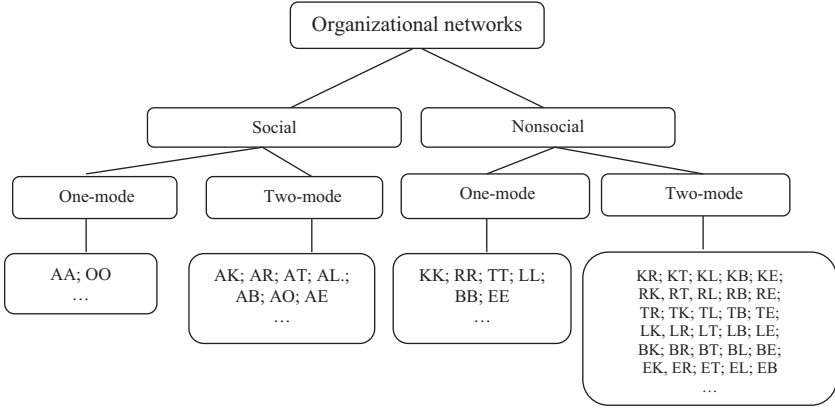 Organizational networks
Social
Nonsocial
One-mode
Two-mode
One-mode
Two-mode
AA; OO
…
AK; AR; AT; AL.;
AB; AO; AE
…
KK; RR; TT; LL;
BB; EE
…
KR; KT; KL; KB; KE;
RK, RT, RL; RB; RE;
TR; TK; TL; TB; TE;
LK, LR; LT; LB; LE;
BK; BR; BT; BL; BE;
EK, ER; ET; EL; EB
…